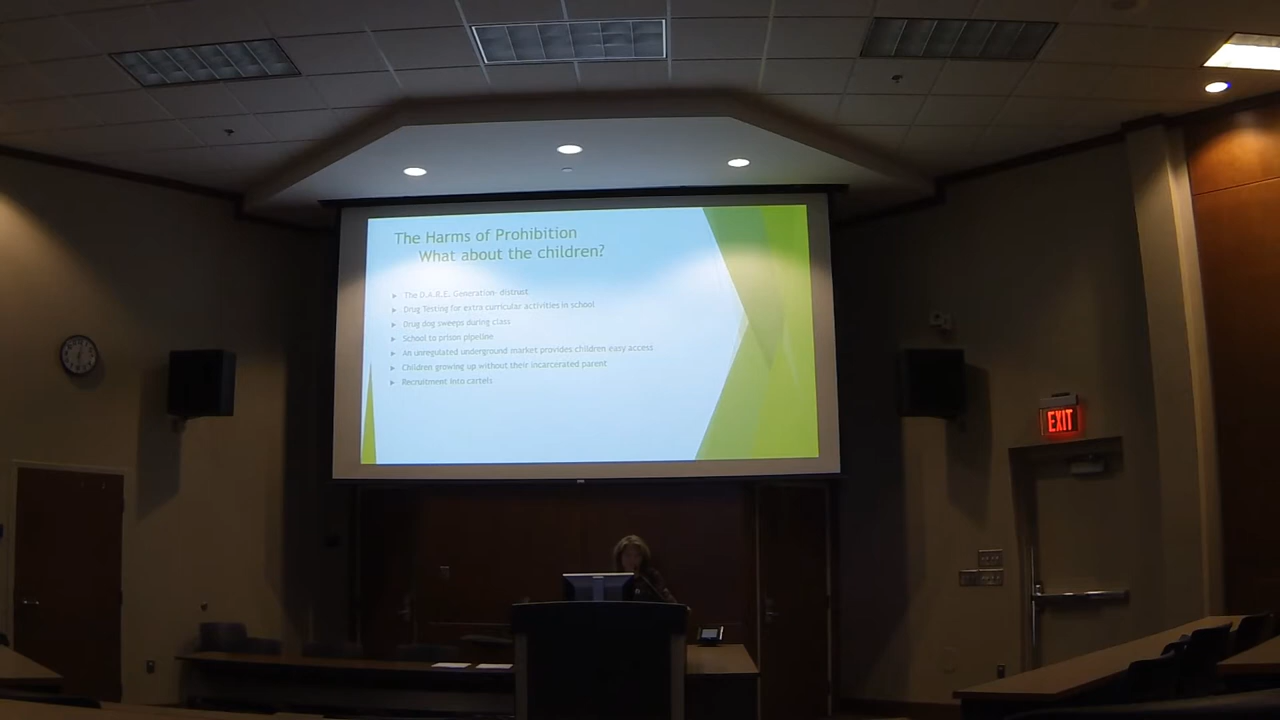 The Harms of Prohibition
What about the children?
The D.A.R.E. Generation- distrust
Drug Testing for extra curricular activities in school
Drug dog sweeps during class
School to prison pipeline
An unregulated underground market provides children easy access
Children growing up without their incarcerated parent
Recruitment into cartels
EXIT